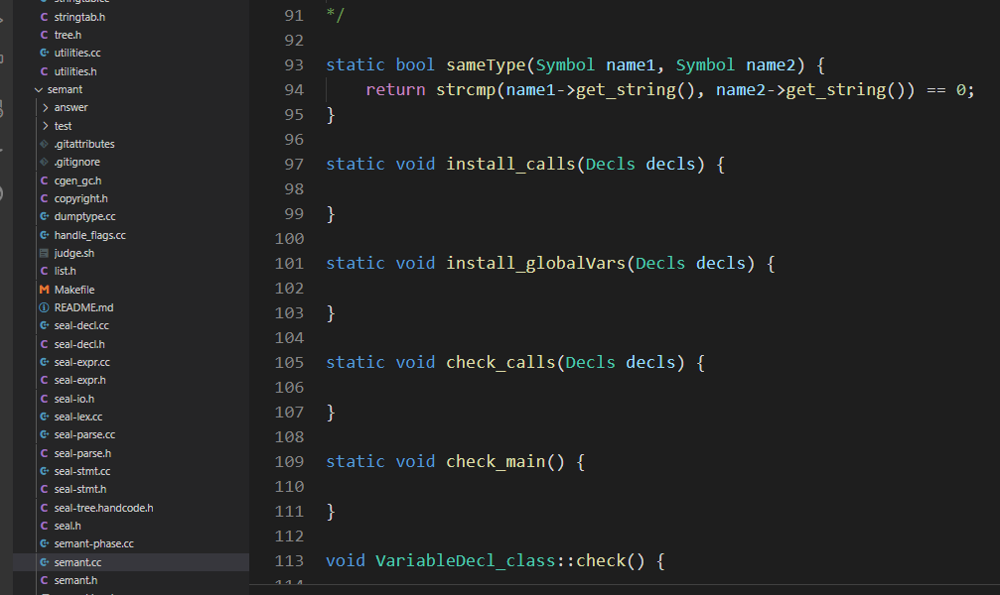 stringtab.h
tree.h
utilities.cc
utilities.h
semant
answer
test
.gitattributes
.gitignore
cgen_gc.h
copyright.h
dumptype.cc
handle_flags.cc
judge.sh
list.h
Makefile
README.md
seal-decl.cc
seal-decl.h
seal-expr.cc
seal-expr.h
seal-io.h
seal-lex.cc
seal-parse.cc
seal-parse.h
seal-stmt.cc
seal-stmt.h
seal-tree.handcode.h
seal.h
semant-phase.cc
semant.cc
semant.h
91 */
92
93 static bool sameType(Symbol name1, Symbol name2) {
94     return strcmp(name1->get_string(), name2->get_string()) == 0;
95 }
96
97 static void install_calls(Decls decls) {
98
99 }
100
101 static void install_globalVars(Decls decls) {
102
103 }
104
105 static void check_calls(Decls decls) {
106
107 }
108
109 static void check_main() {
110
111 }
112
113 void VariableDecl_class::check() {